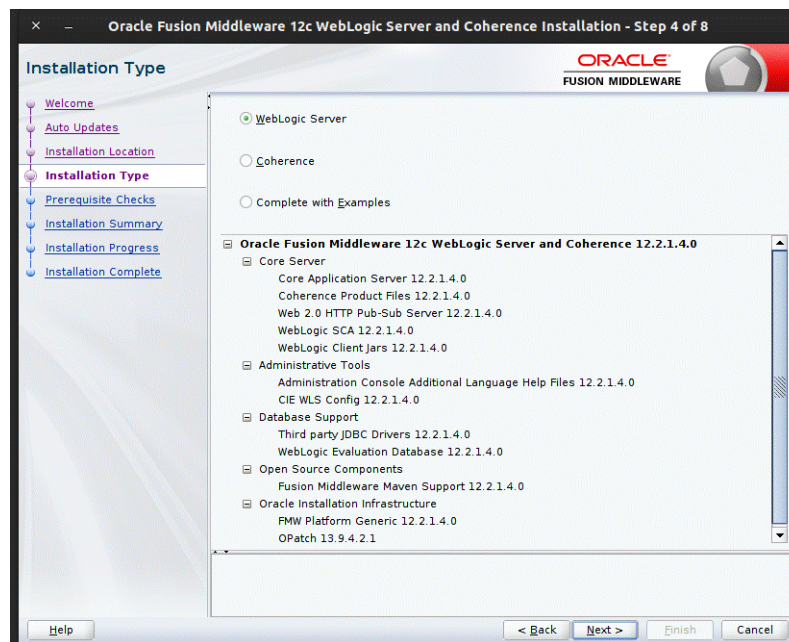 Oracle Fusion Middleware 12c WebLogic Server and Coherence Installation - Step 4 of 8
Installation Type
ORACLE
FUSION MIDDLEWARE
Welcome
Auto Updates
Installation Location
Installation Type
Prerequisite Checks
Installation Summary
Installation Progress
Installation Complete
WebLogic Server
Coherence
Complete with Examples
Oracle Fusion Middleware 12c WebLogic Server and Coherence 12.2.1.4.0
Core Server
Core Application Server 12.2.1.4.0
Coherence Product Files 12.2.1.4.0
Web 2.0 HTTP Pub-Sub Server 12.2.1.4.0
WebLogic SCA 12.2.1.4.0
WebLogic Client Jars 12.2.1.4.0
Administrative Tools
Administration Console Additional Language Help Files 12.2.1.4.0
CIE WLS Config 12.2.1.4.0
Database Support
Third party JDBC Drivers 12.2.1.4.0
WebLogic Evaluation Database 12.2.1.4.0
Open Source Components
Fusion Middleware Maven Support 12.2.1.4.0
Oracle Installation Infrastructure
FMW Platform Generic 12.2.1.4.0
OPatch 13.9.4.2.1
Help
< Back
Next >
Finish
Cancel